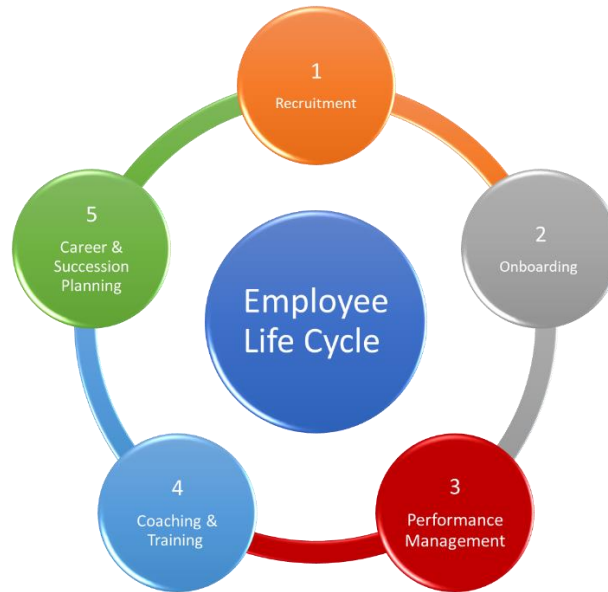 1
Recruitment
2
Onboarding
3
Performance
Management
4
Coaching &
Training
5
Career &
Succession
Planning
Employee
Life Cycle